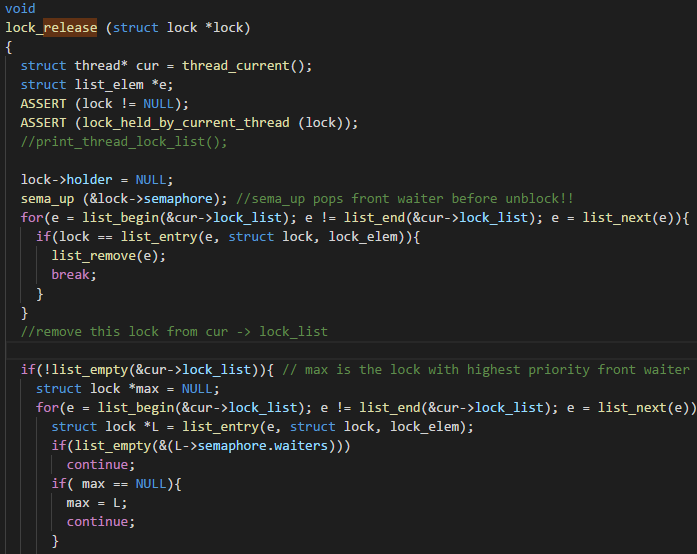 void
lock_release (struct lock *lock)
{
  struct thread* cur = thread_current();
  struct list_elem *e;
  ASSERT (lock != NULL);
  ASSERT (lock_held_by_current_thread (lock));
  //print_thread_lock_list();

  lock->holder = NULL;
  sema_up (&lock->semaphore); //sema_up pops front waiter before unblock!!
  for(e = list_begin(&cur->lock_list); e != list_end(&cur->lock_list); e = list_next(e)){
    if(lock == list_entry(e, struct lock, lock_elem)){
      list_remove(e);
      break;
    }
  }
  //remove this lock from cur -> lock_list

  if(!list_empty(&cur->lock_list)){ // max is the lock with highest priority front waiter
    struct lock *max = NULL;
    for(e = list_begin(&cur->lock_list); e != list_end(&cur->lock_list); e = list_next(e))
      struct lock *L = list_entry(e, struct lock, lock_elem);
      if(list_empty(&(L->semaphore.waiters)))
        continue;
      if( max == NULL){
        max = L;
        continue;
      }